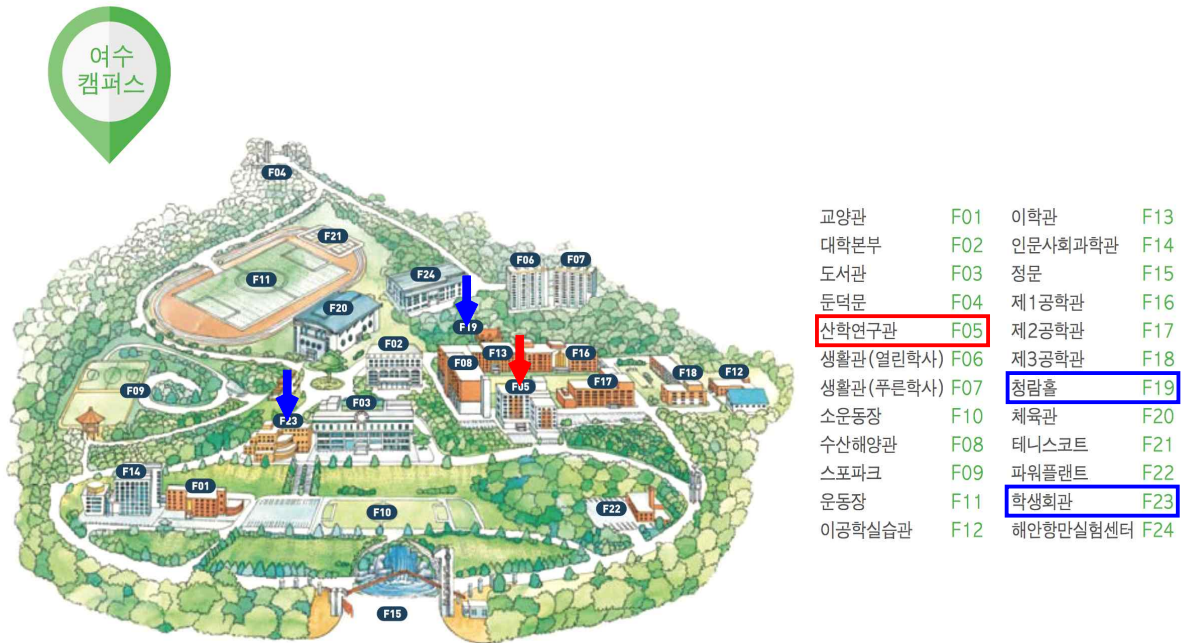 여수
캠퍼스
F04
F21
F11
F24
F06
F07
F20
F19
F02
F13
F16
F08
F05
F17
F18
F12
F09
F03
F23
F14
F01
F10
F22
F15
교양관 F01
대학본부 F02
도서관 F03
둔덕문 F04
산학연구관 F05
생활관(열린학사) F06
생활관(푸른학사) F07
소운동장 F10
수산해양관 F08
스포파크 F09
운동장 F11
이공학실습관 F12
이학관 F13
인문사회과학관 F14
정문 F15
제1공학관 F16
제2공학관 F17
제3공학관 F18
청람홀 F19
체육관 F20
테니스코트 F21
파워플랜트 F22
학생회관 F23
해안항만실험센터 F24